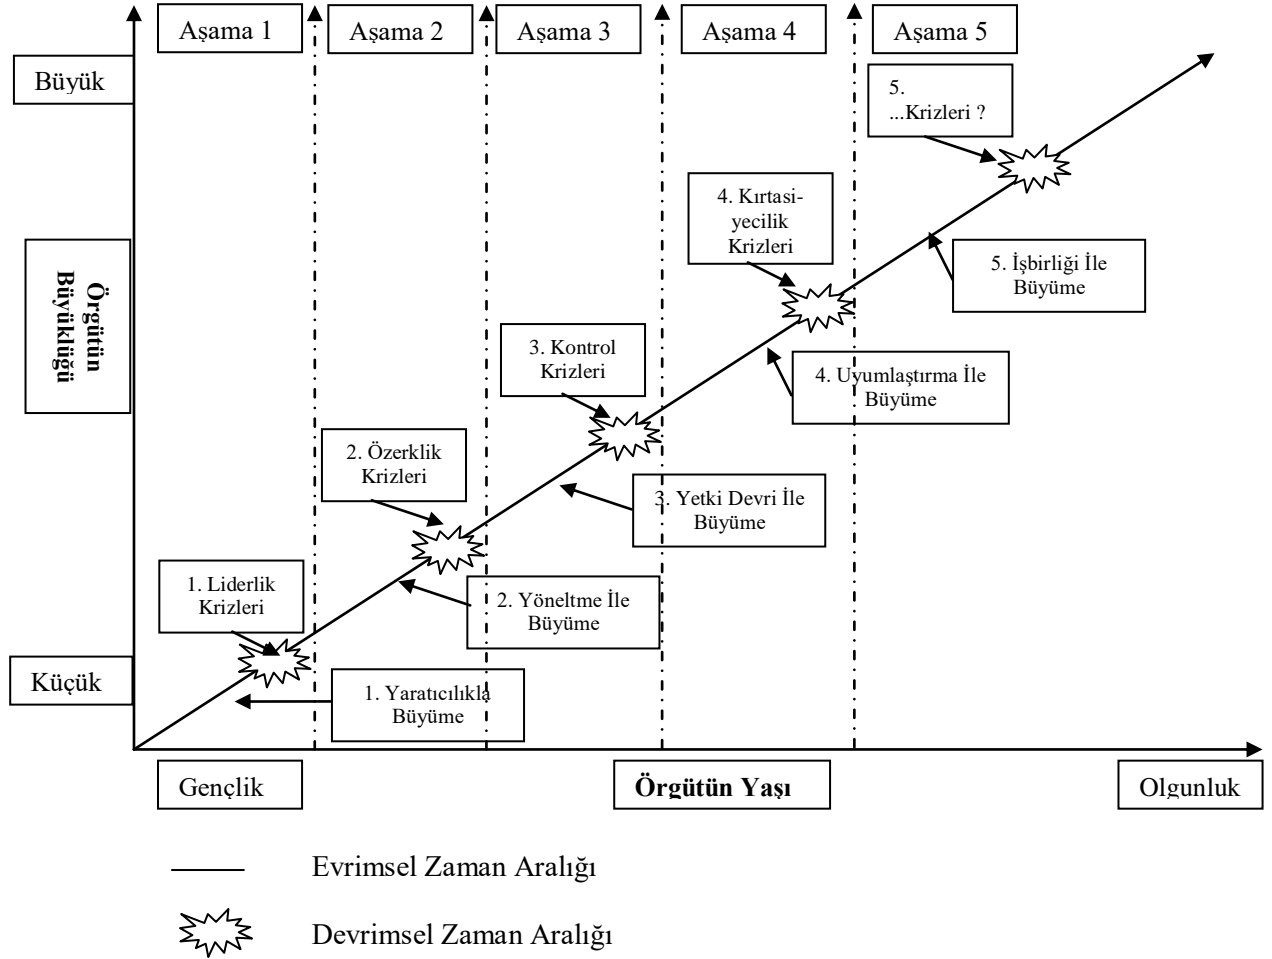 Aşama 1
Aşama 2
Aşama 3
Aşama 4
Aşama 5
Büyük
5.
...Krizleri ?
4. Kırtasi-
yecilik
Krizleri
5. İşbirliği İle
Büyüme
Örgütün
Büyüklüğü
3. Kontrol
Krizleri
4. Uyumlaştırma İle
Büyüme
2. Özerklik
Krizleri
3. Yetki Devri İle
Büyüme
1. Liderlik
Krizleri
2. Yöneltme İle
Büyüme
Küçük
1. Yaratıcılıkla
Büyüme
Gençlik
Örgütün Yaşı
Olgunluk
Evrimsel Zaman Aralığı
Devrimsel Zaman Aralığı